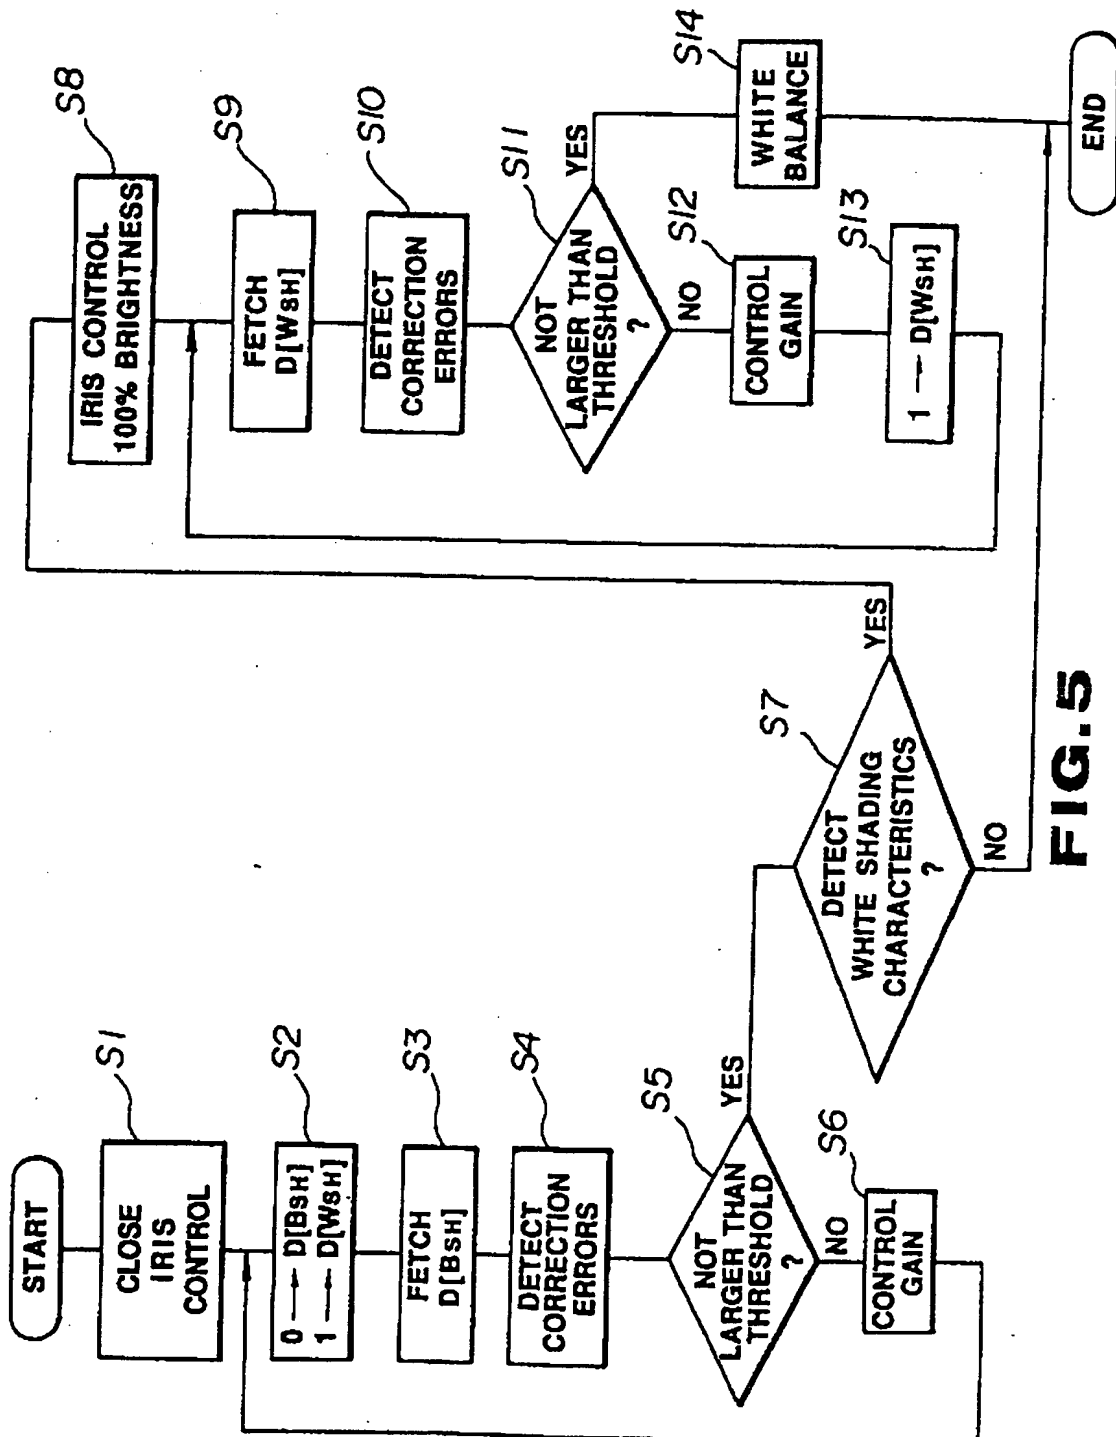 START
S1
CLOSE
IRIS
CONTROL
S2
0 → D[BSH]
1 → D[WSH]
S3
FETCH
D[BSH]
S4
DETECT
CORRECTION
ERRORS
S5
NOT
LARGER THAN
THRESHOLD
?
YES
NO
S6
CONTROL
GAIN
S7
DETECT
WHITE SHADING
CHARACTERISTICS
?
YES
NO
S8
IRIS CONTROL
100% BRIGHTNESS
S9
FETCH
D[WSH]
S10
DETECT
CORRECTION
ERRORS
S11
NOT
LARGER THAN
THRESHOLD
?
YES
NO
S12
CONTROL
GAIN
S13
1 — D[WSH]
S14
WHITE
BALANCE
END
FIG.5